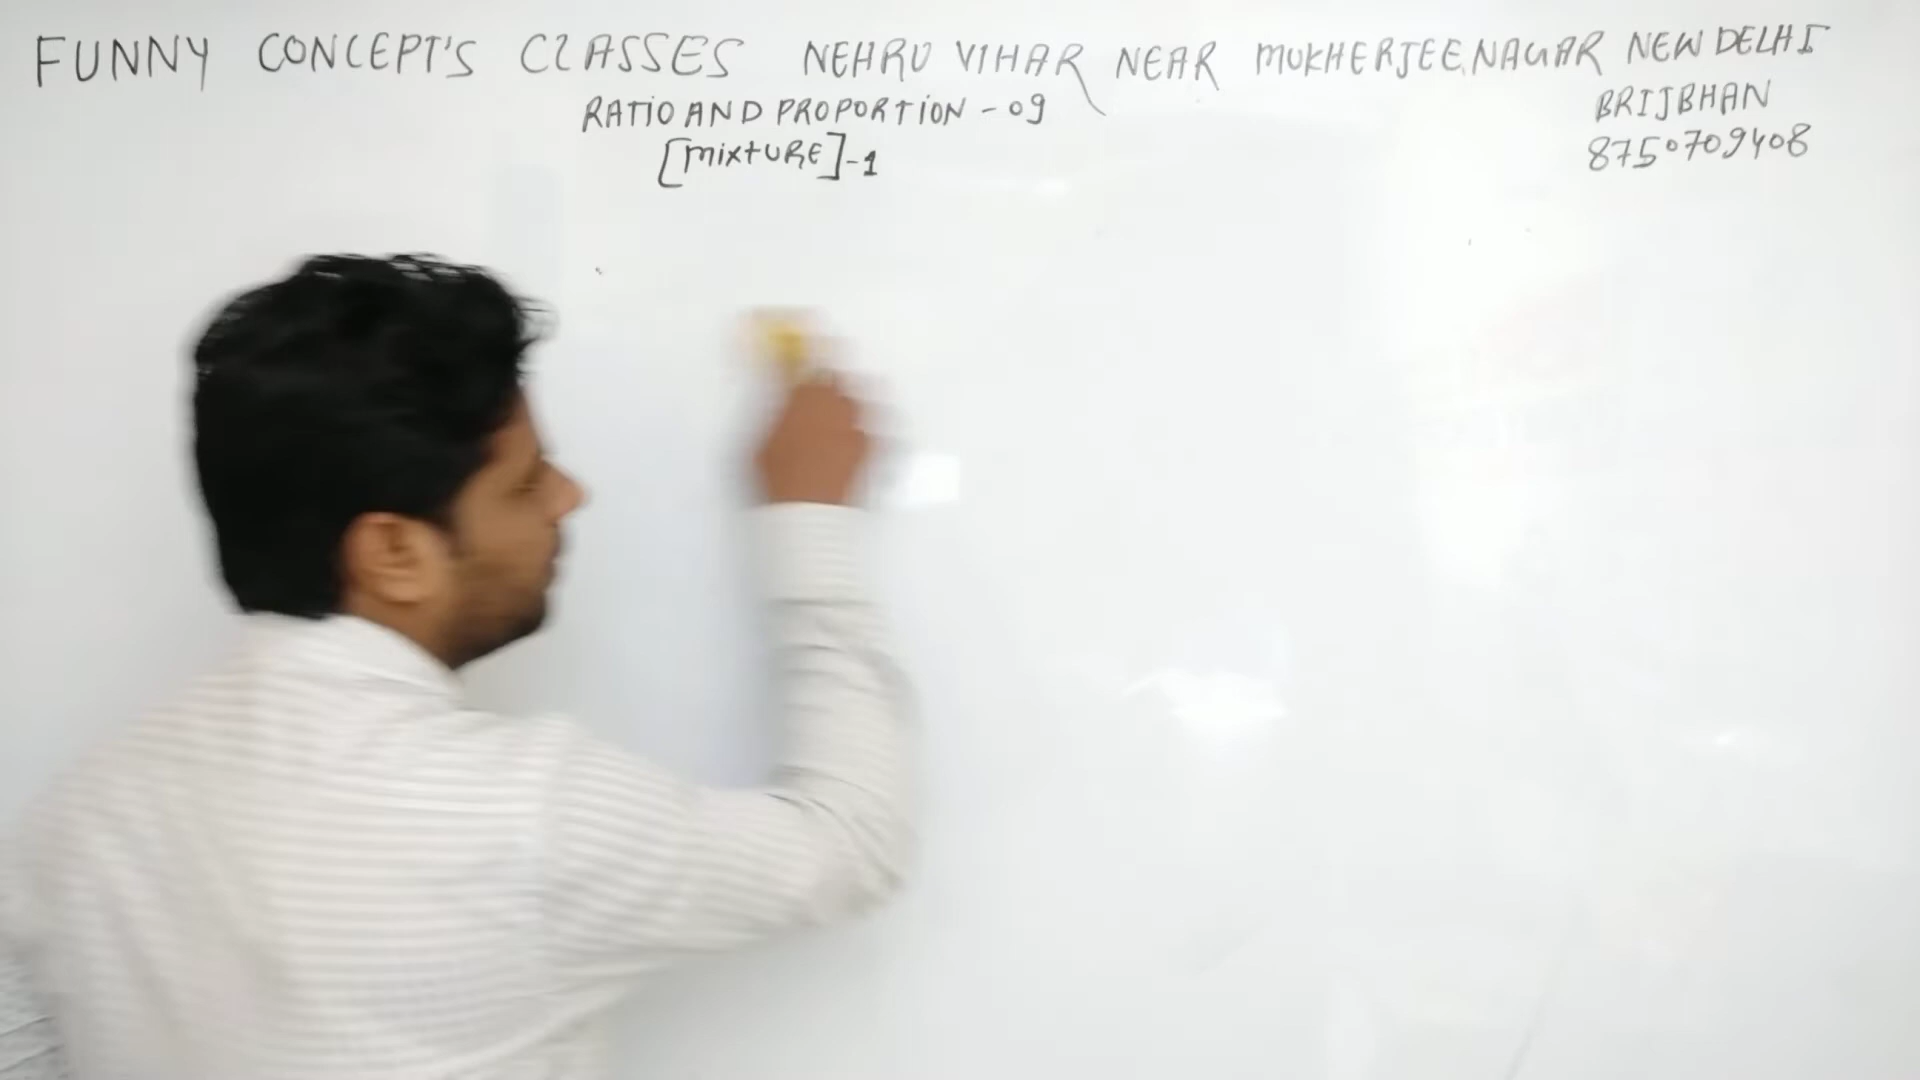 FUNNY CONCEPT'S CLASSES NEHRU VIHAR NEAR MUKHERJEE NAGAR NEW DELHI
RATIO AND PROPORTION - 09
[MIXTURE]-1
BRIJBHAN
8750709408